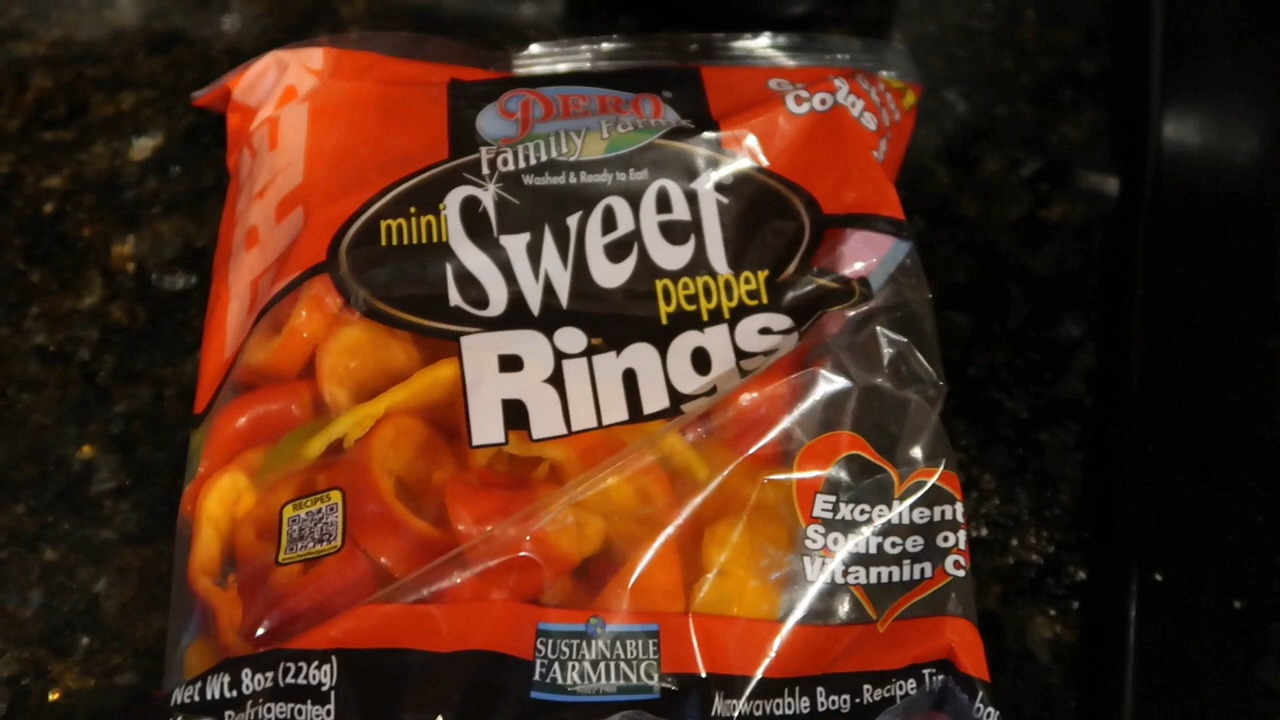 PERO
Family Farms
Washed & Ready to Eat!
mini
Sweet
pepper
Rings
RECIPES
Excellent
Source of
Vitamin C
SUSTAINABLE
FARMING
Net Wt. 8oz (226g)
Refrigerated
Microwavable Bag - Recipe